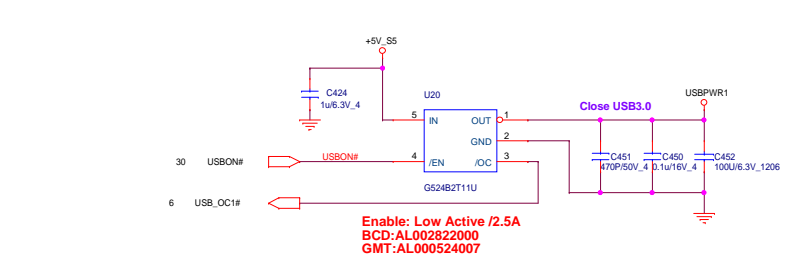 +5V_S5
C424
1u/6.3V_4
U20
USBPWR1
Close USB3.0
5 IN OUT 1
GND 2
30 USBON# USBON# 4 /EN /OC 3
C451
470P/50V_4
C450
0.1u/16V_4
C452
100U/6.3V_1206
G524B2T11U
6 USB_OC1#
Enable: Low Active /2.5A
BCD:AL002822000
GMT:AL000524007